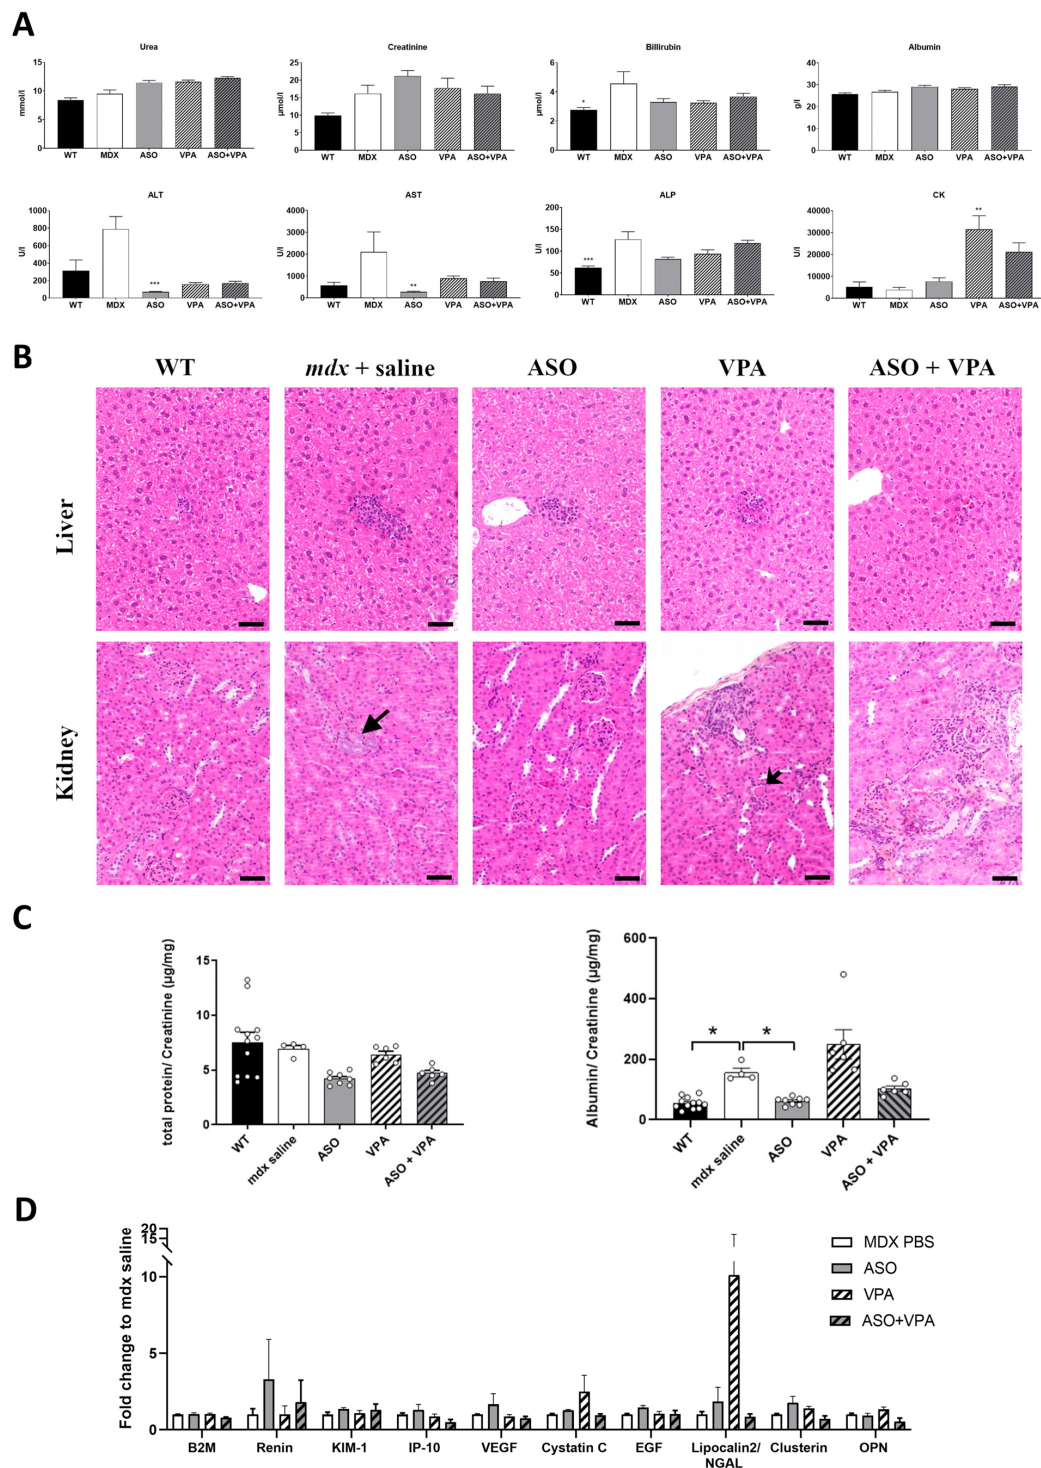 A
Urea
Creatinine
Billirubin
Albumin
mmol/l
15
10
5
0
WT MDX ASO VPA ASO+VPA
µmol/l
25
20
15
10
5
0
WT MDX ASO VPA ASO+VPA
µmol/l
6
4
2
0
*
WT MDX ASO VPA ASO+VPA
g/l
40
30
20
10
0
WT MDX ASO VPA ASO+VPA
ALT
AST
ALP
CK
U/l
1000
800
600
400
200
0
***
WT MDX ASO VPA ASO+VPA
U/l
4000
3000
2000
1000
0
**
WT MDX ASO VPA ASO+VPA
U/l
200
150
100
50
0
***
WT MDX ASO VPA ASO+VPA
U/l
40000
30000
20000
10000
0
**
WT MDX ASO VPA ASO+VPA
B
WT mdx + saline ASO VPA ASO + VPA
Liver
Kidney
C
total protein/ Creatinine (µg/mg)
15
10
5
0
WT mdx saline ASO VPA ASO + VPA
Albumin/ Creatinine (µg/mg)
600
400
200
0
* *
WT mdx saline ASO VPA ASO + VPA
D
Fold change to mdx saline
20
15
10
5
0
MDX PBS
ASO
VPA
ASO+VPA
B2M Renin KIM-1 IP-10 VEGF Cystatin C EGF Lipocalin2/ Clusterin OPN
NGAL